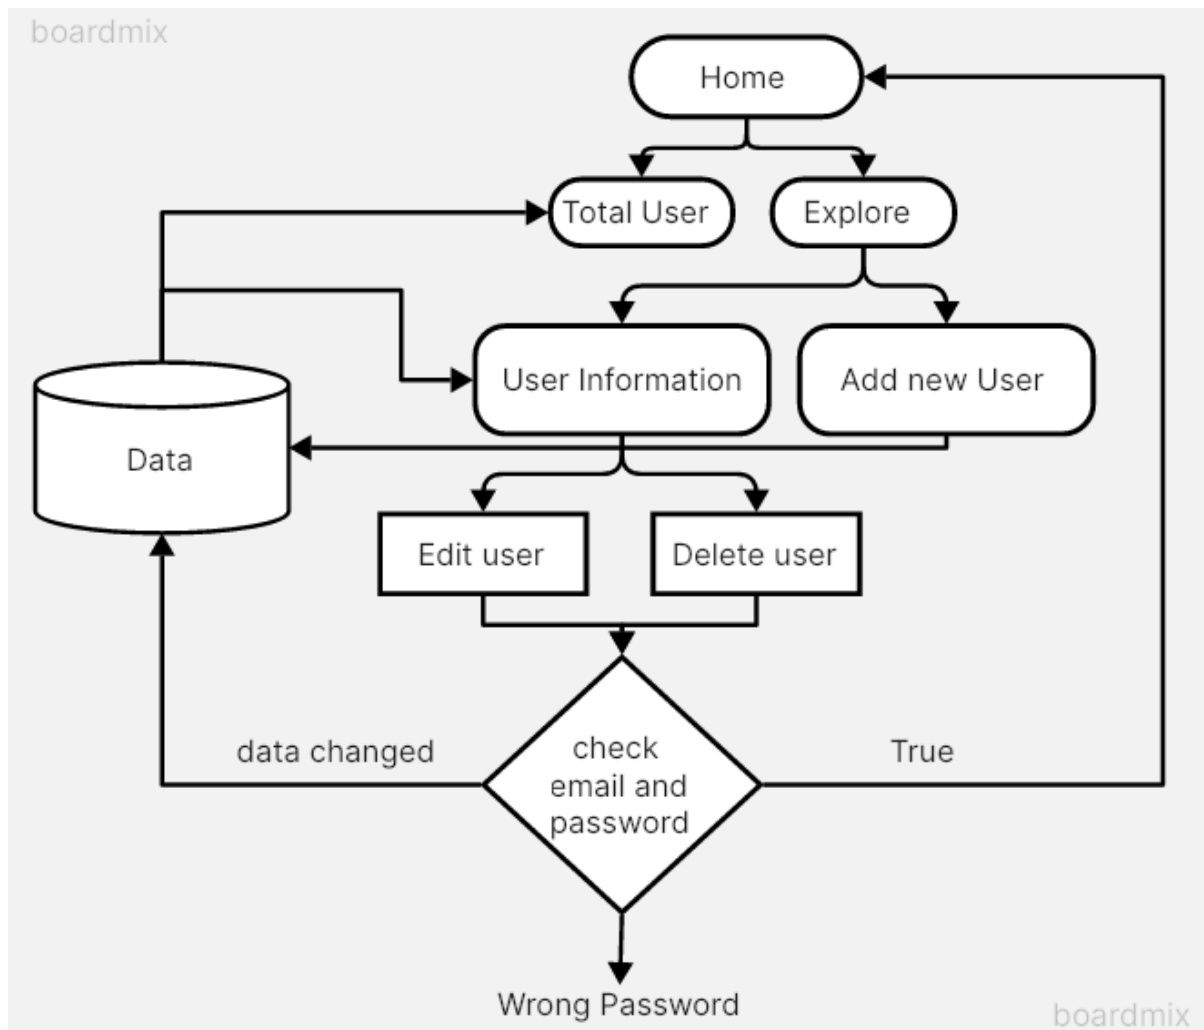 boardmix
Home
Total User
Explore
User Information
Add new User
Data
Edit user
Delete user
data changed
check
email and
password
True
Wrong Password
boardmix